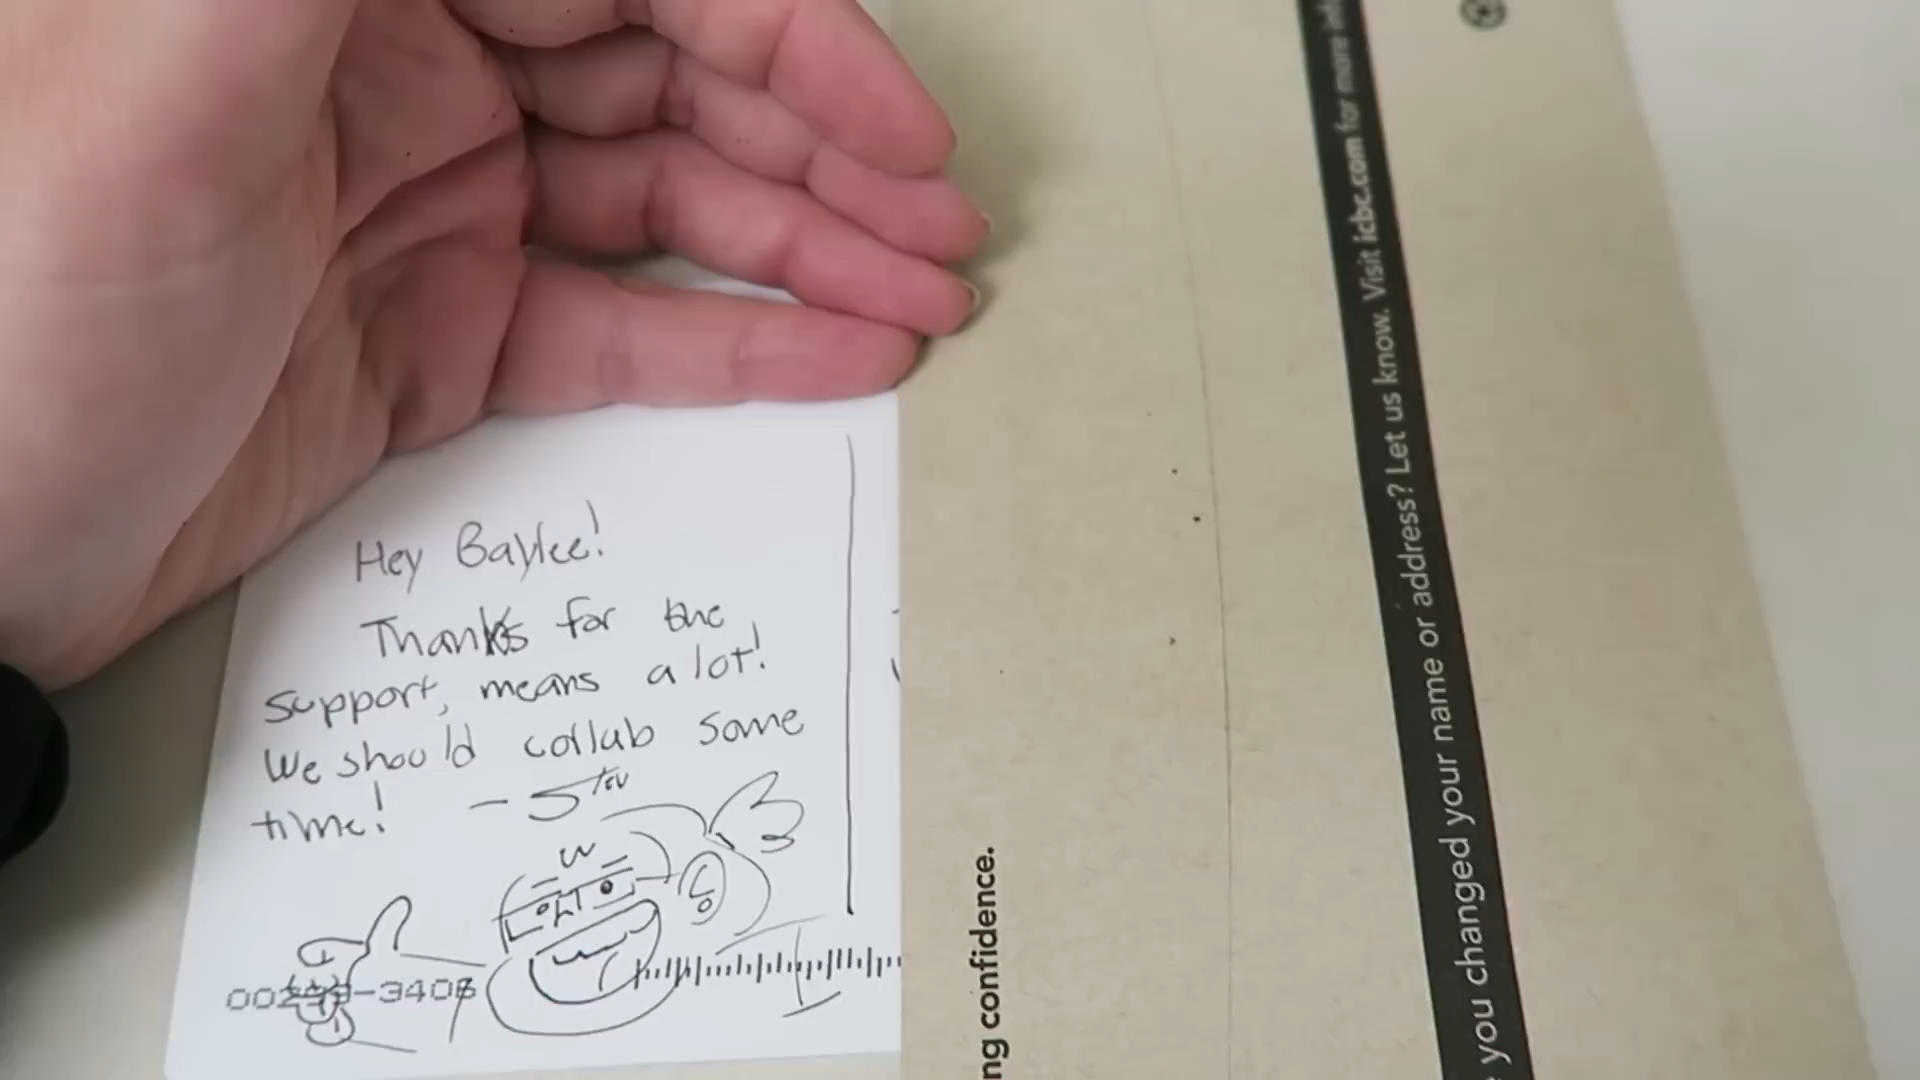 Hey Baylee!
Thanks for the
support, means a lot!
We should collab some
time! - Stev
ng confidence.
you changed your name or address? Let us know. Visit icbc.com for more